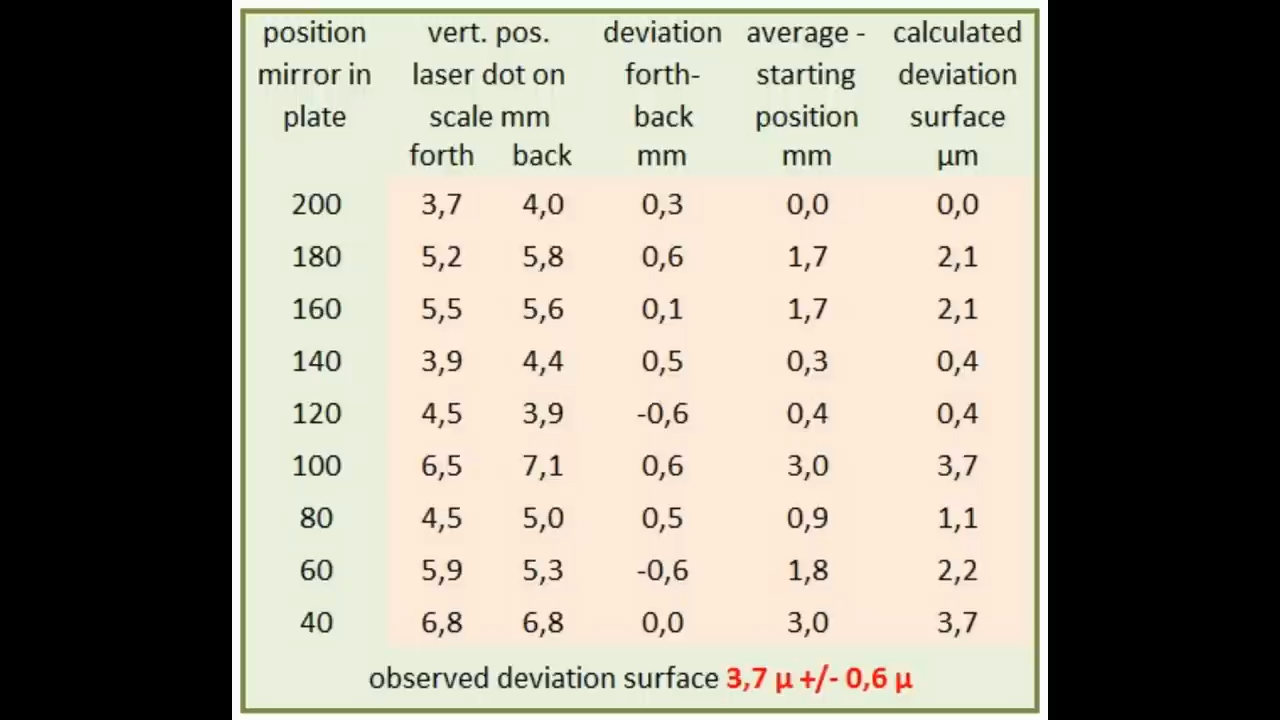 position vert. pos. deviation average - calculated
mirror in laser dot on forth- starting deviation
plate scale mm back position surface
forth back mm mm µm
200 3,7 4,0 0,3 0,0 0,0
180 5,2 5,8 0,6 1,7 2,1
160 5,5 5,6 0,1 1,7 2,1
140 3,9 4,4 0,5 0,3 0,4
120 4,5 3,9 -0,6 0,4 0,4
100 6,5 7,1 0,6 3,0 3,7
80 4,5 5,0 0,5 0,9 1,1
60 5,9 5,3 -0,6 1,8 2,2
40 6,8 6,8 0,0 3,0 3,7
observed deviation surface 3,7 µ +/- 0,6 µ